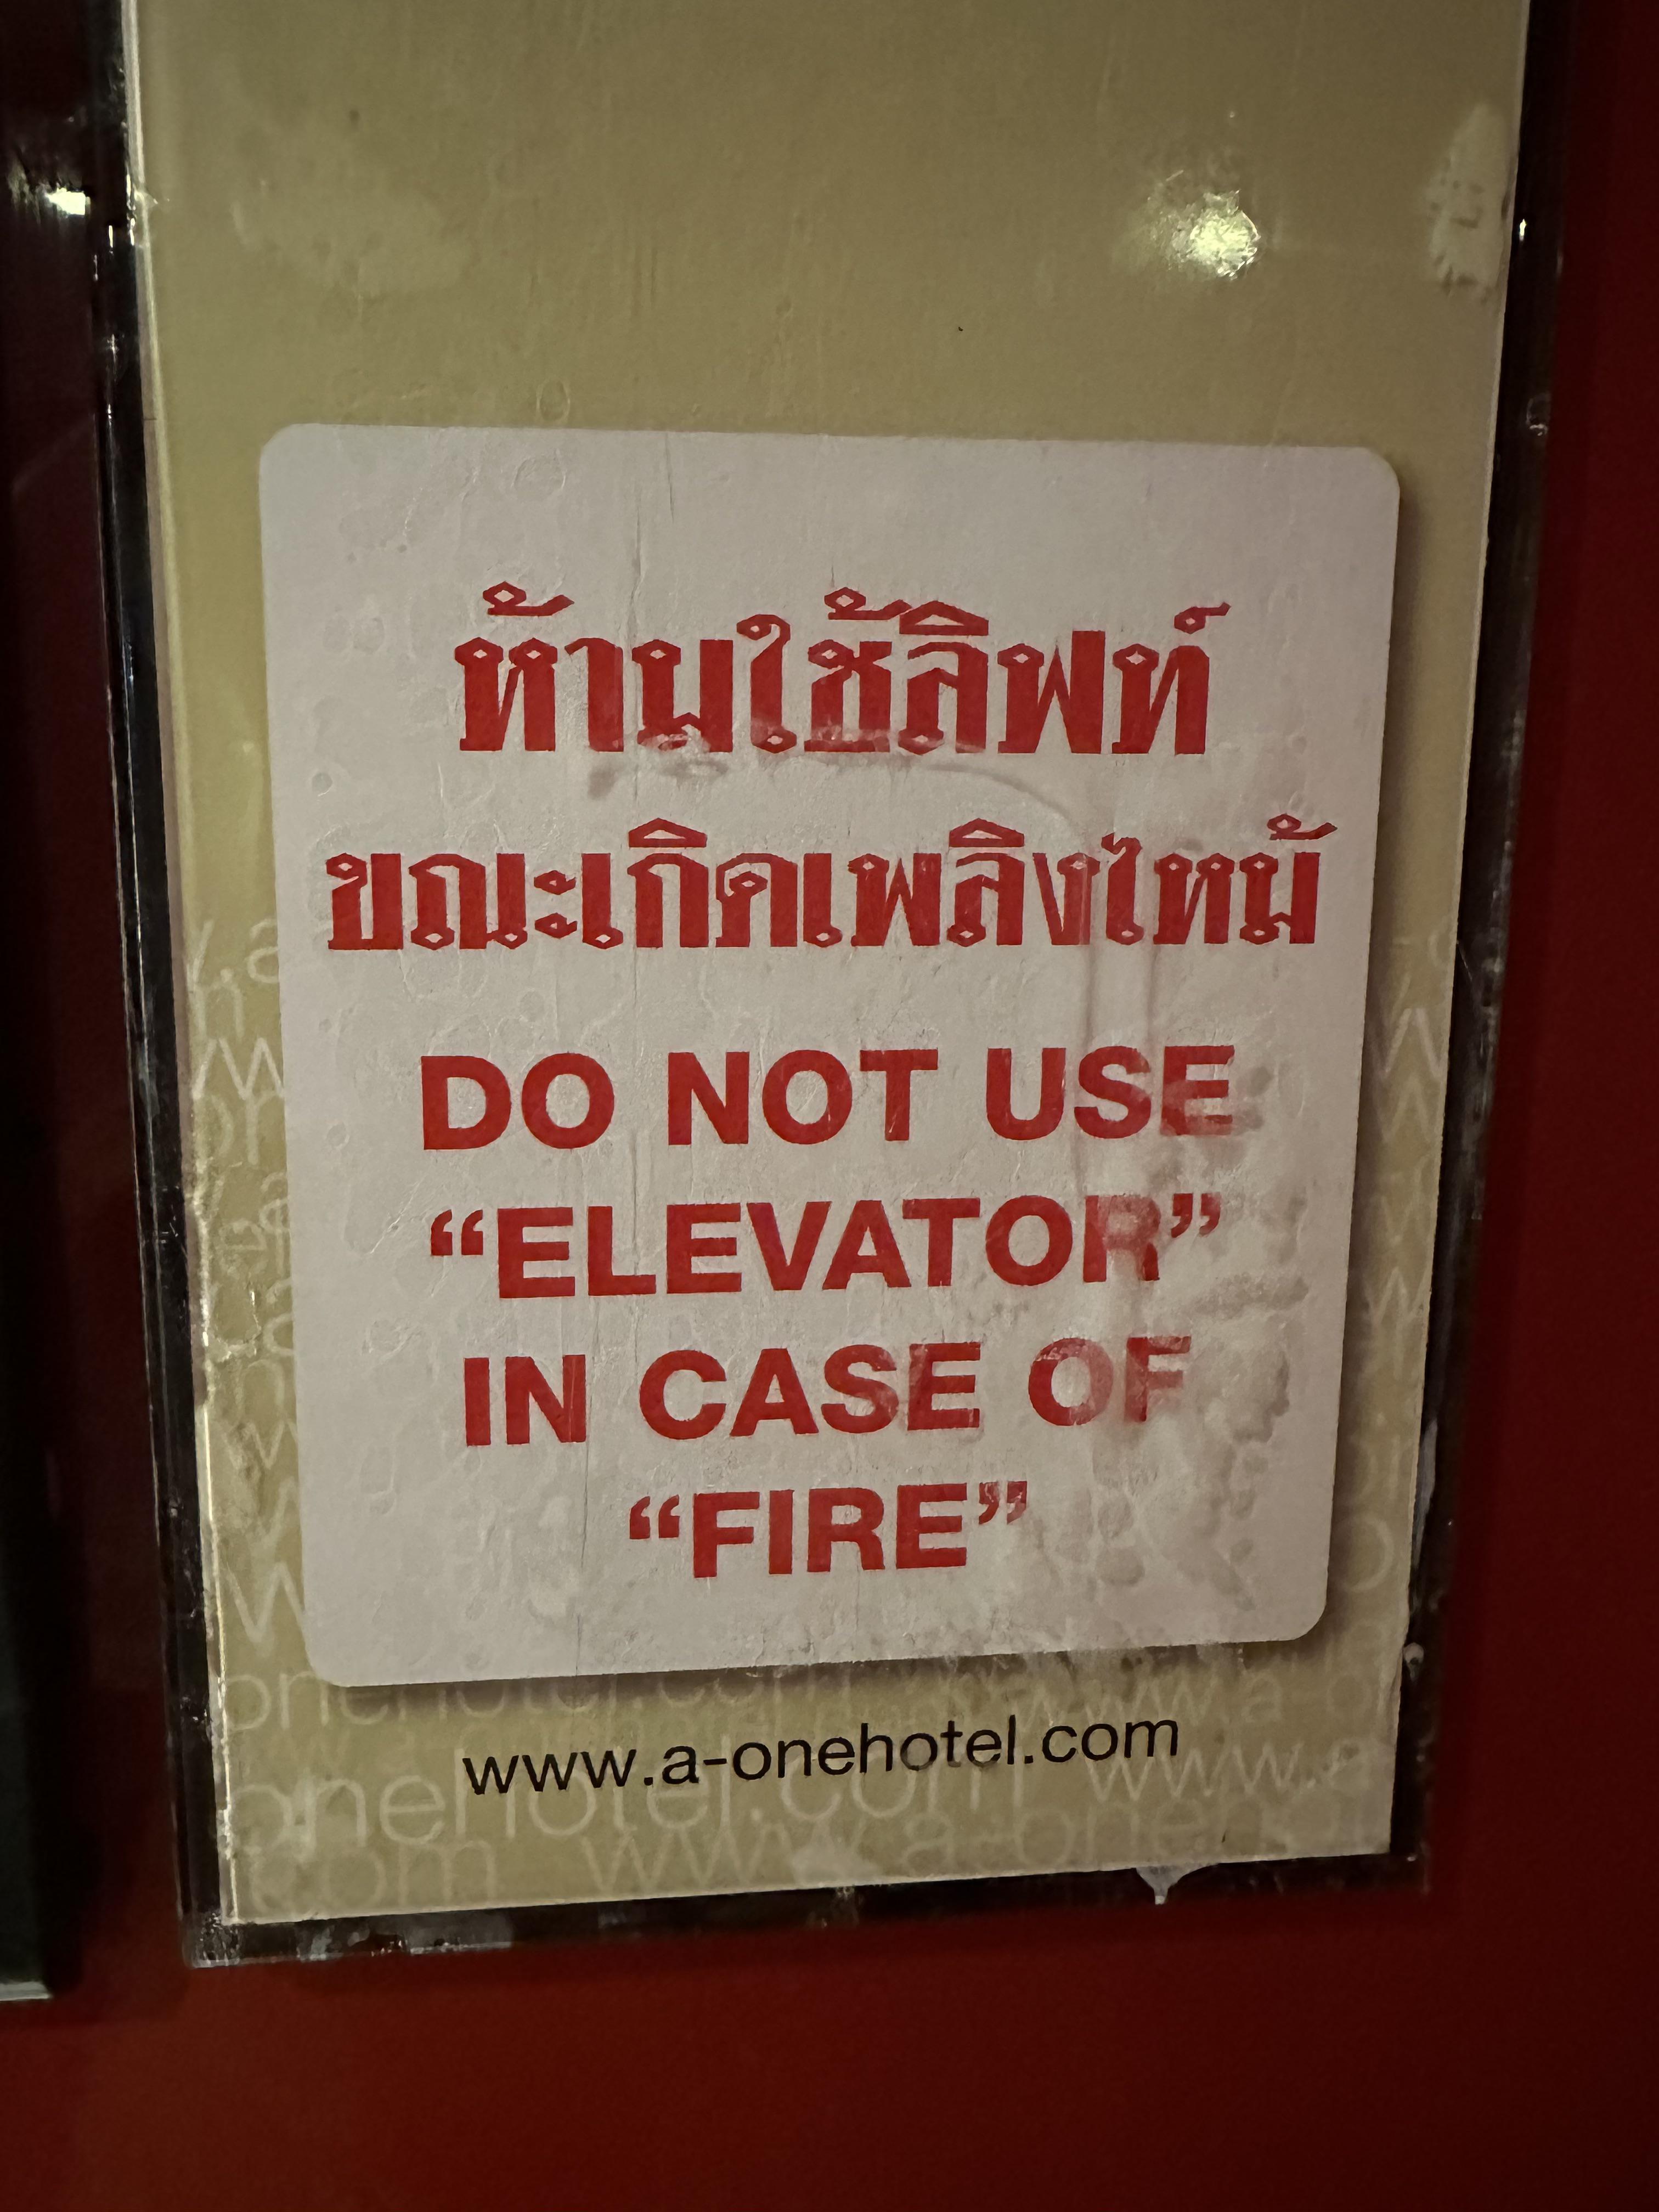 ห้ามใช้ลิฟท์
ขณะเกิดเพลิงไหม้
DO NOT USE
“ELEVATOR”
IN CASE OF
“FIRE”
www.a-onehotel.com